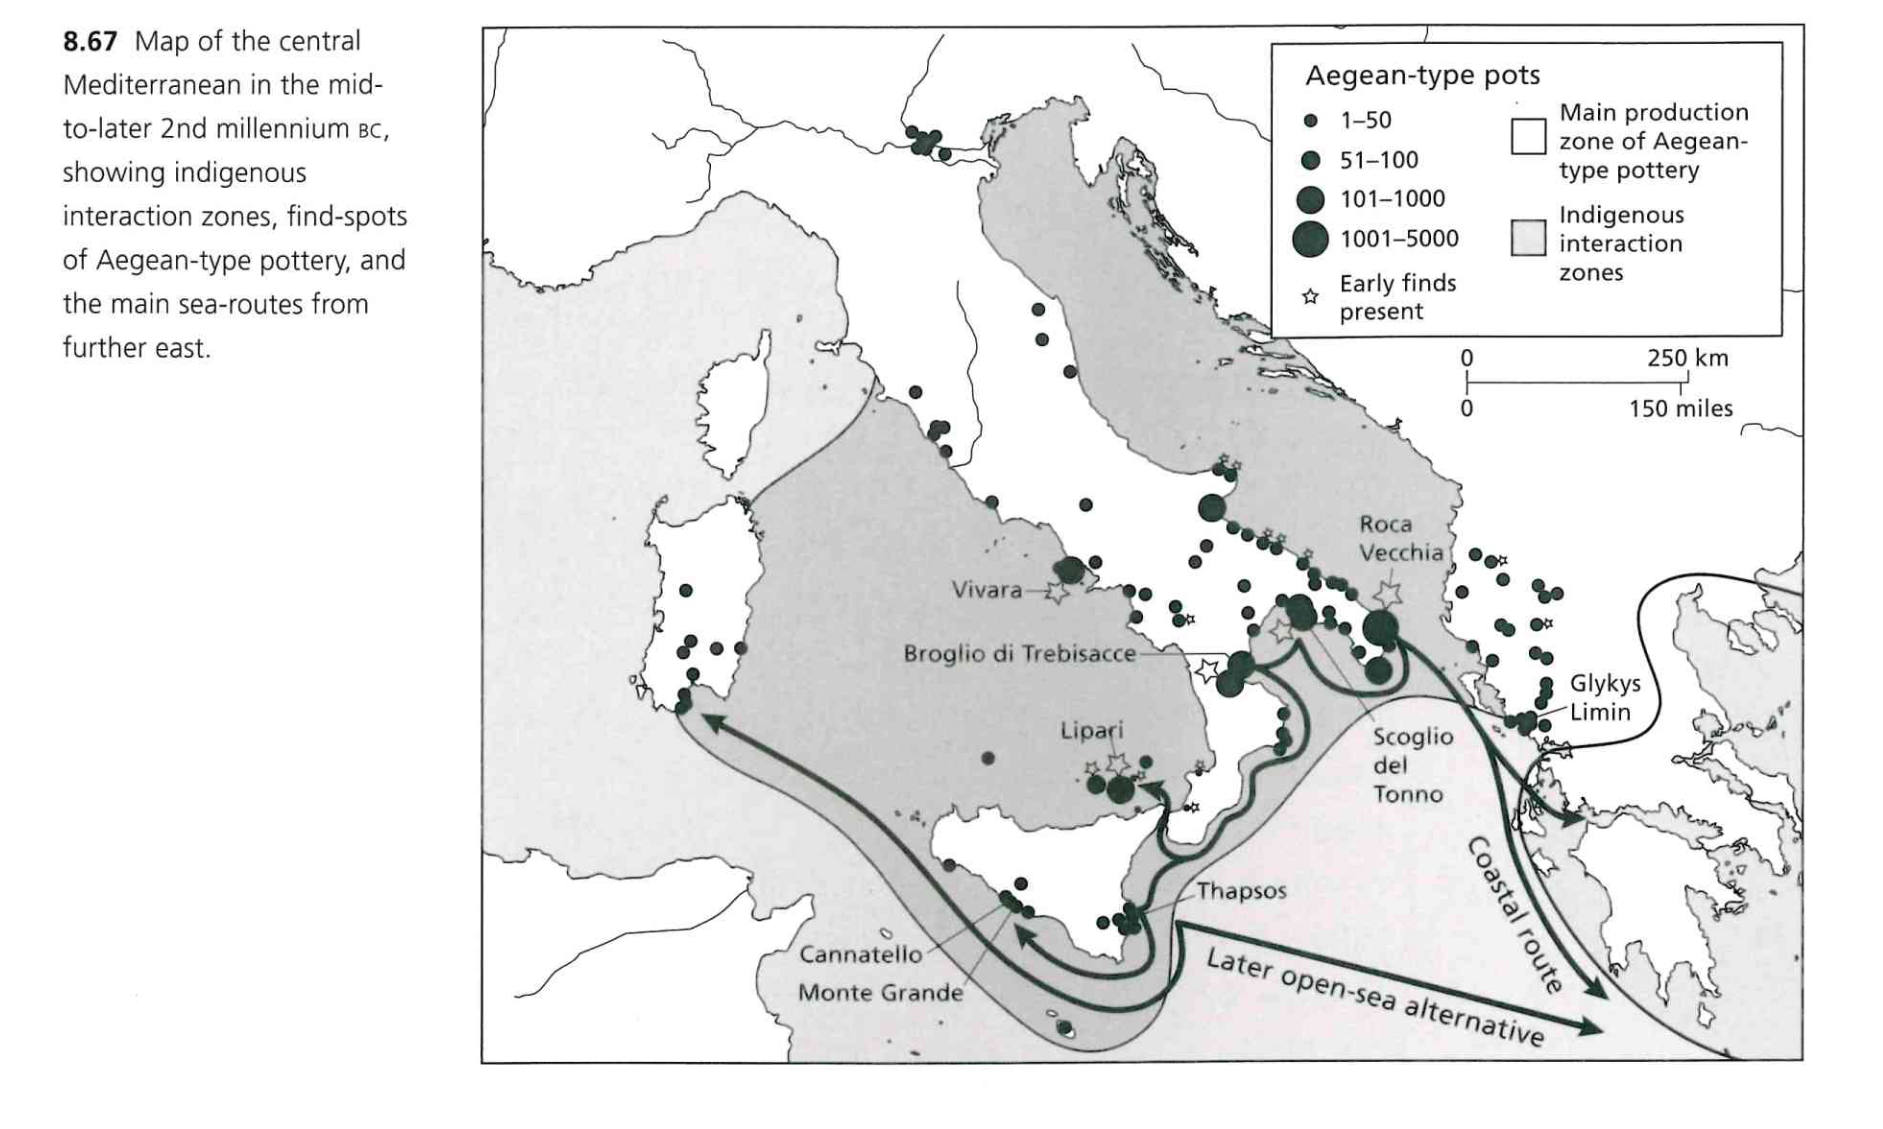 8.67 Map of the central
Mediterranean in the mid-
to-later 2nd millennium BC,
showing indigenous
interaction zones, find-spots
of Aegean-type pottery, and
the main sea-routes from
further east.
Aegean-type pots
1–50
51–100
101–1000
1001–5000
Early finds
present
Main production
zone of Aegean-
type pottery
Indigenous
interaction
zones
0 250 km
0 150 miles
Roca
Vecchia
Vivara
Broglio di Trebisacce
Glykys
Limin
Lipari
Scoglio
del
Tonno
Thapsos
Cannatello
Monte Grande
Coastal route
Later open-sea alternative